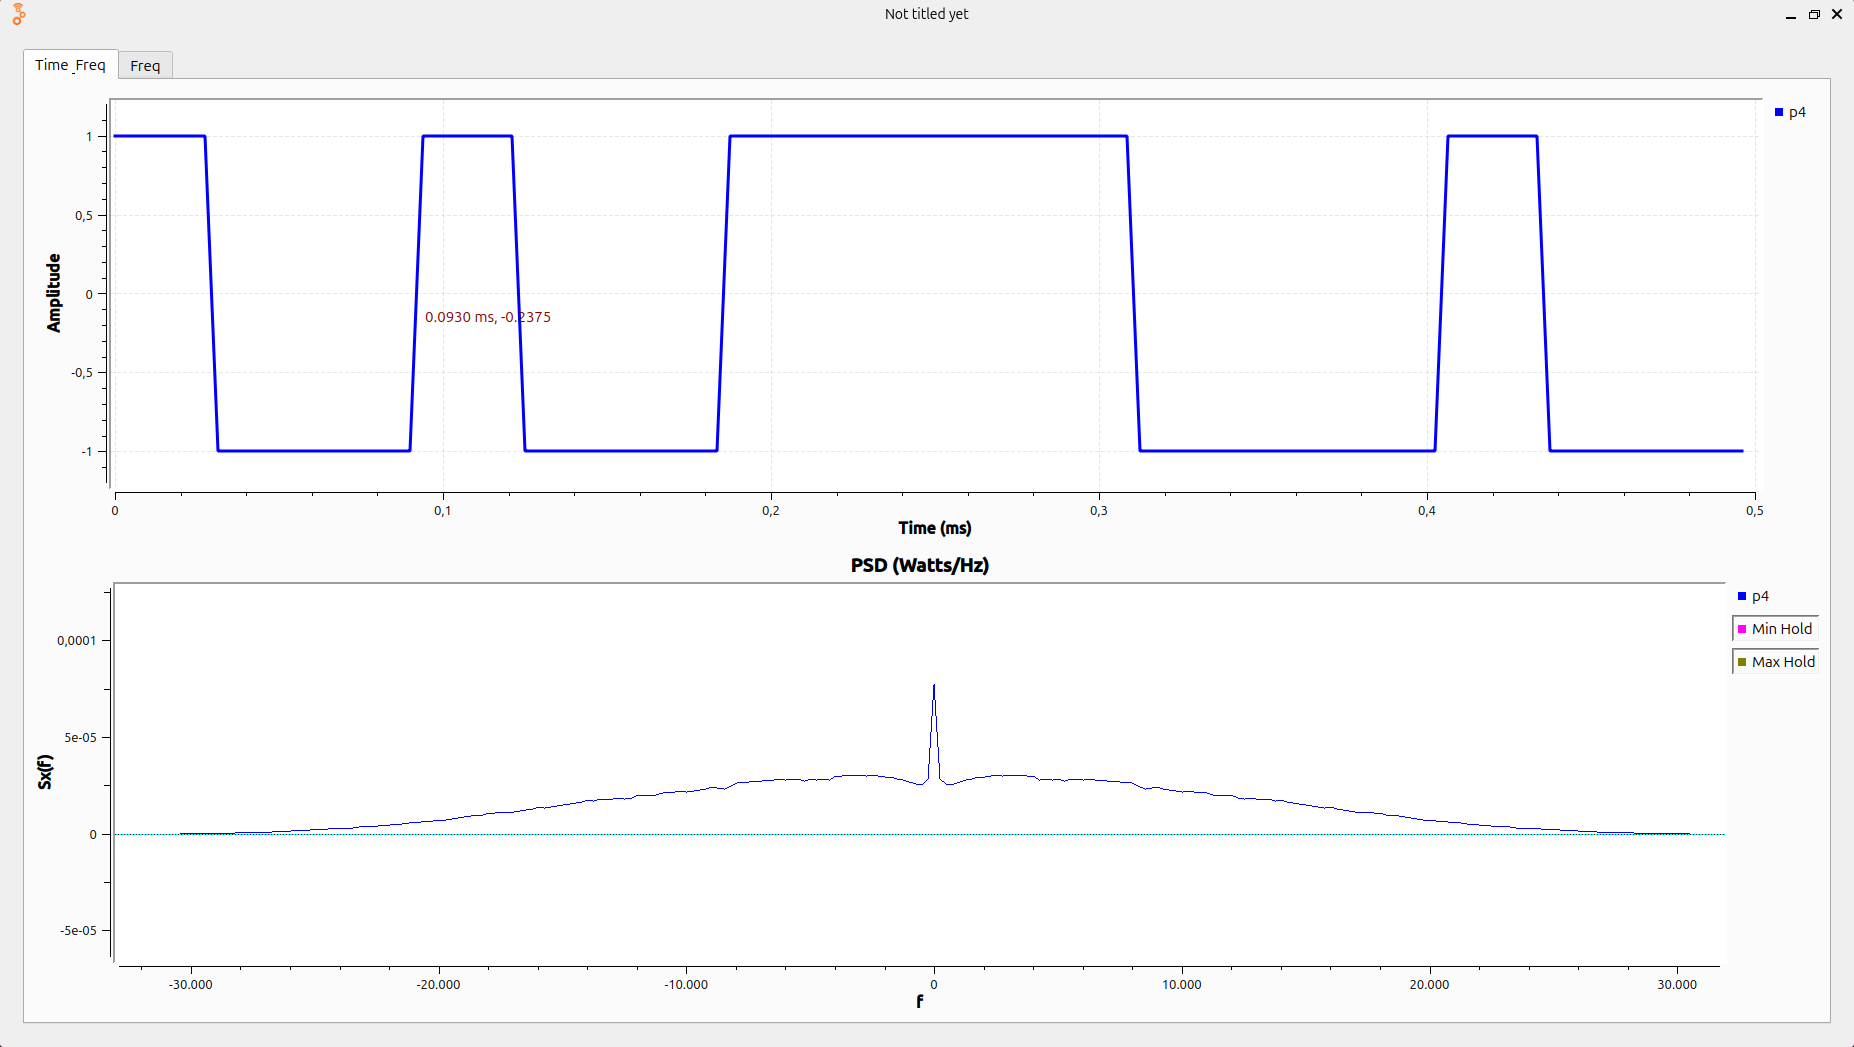 Not titled yet
Time_Freq
Freq
p4
1
0,5
0
-0,5
-1
Amplitude
0.0930 ms, -0.2375
0
0,1
0,2
0,3
0,4
0,5
Time (ms)
PSD (Watts/Hz)
p4
Min Hold
Max Hold
0,0001
5e-05
0
-5e-05
Sx(f)
-30.000
-20.000
-10.000
0
10.000
20.000
30.000
f